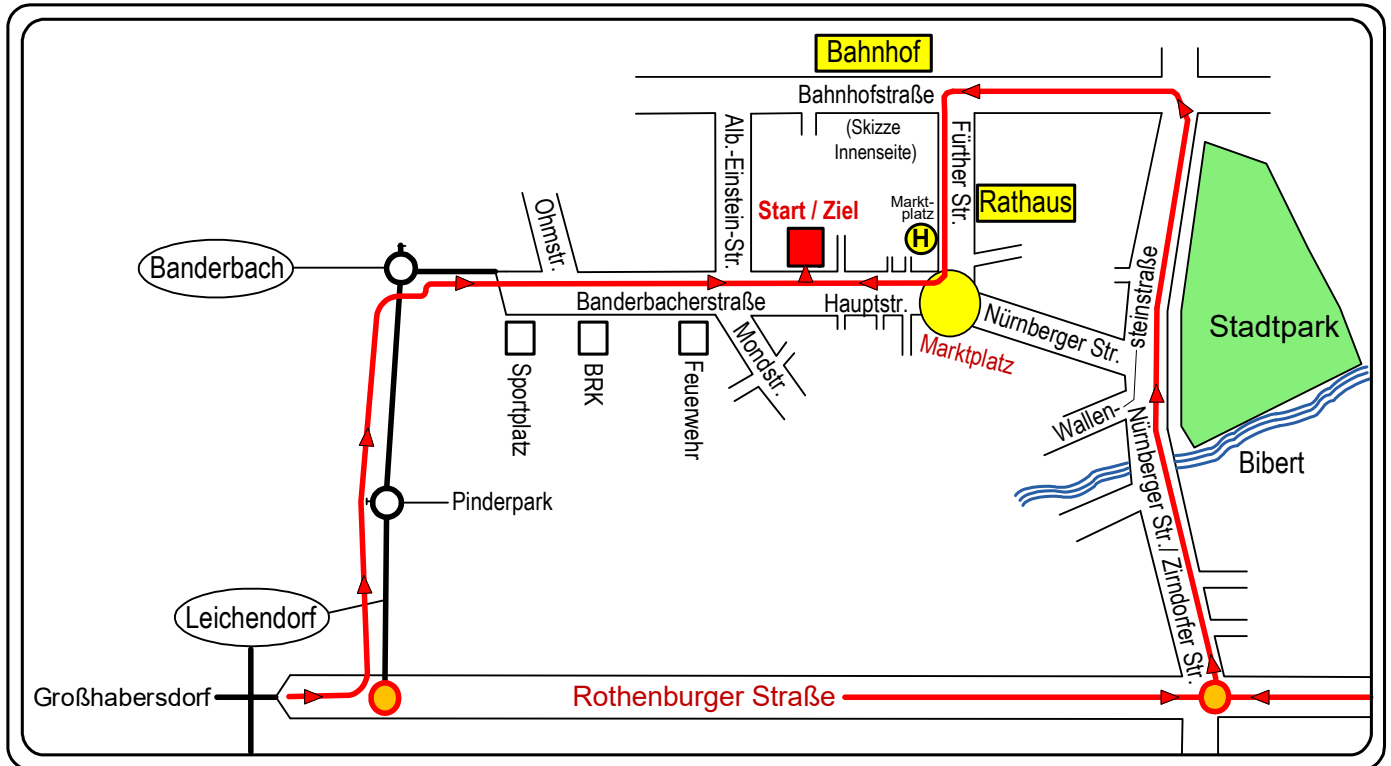 Bahnhof
Bahnhofstraße
(Skizze
Innenseite)
Alb.-Einstein-Str.
Fürther Str.
Rathaus
Markt-
platz
H
Start / Ziel
Ohmstr.
Banderbach
Banderbacherstraße
Hauptstr.
Marktplatz
Nürnberger Str.
steinstraße
Wallen-
Stadtpark
Bibert
Sportplatz
BRK
Feuerwehr
Mondstr.
Pinderpark
Nürnberger Str./ Zirndorfer Str.
Leichendorf
Großhabersdorf
Rothenburger Straße